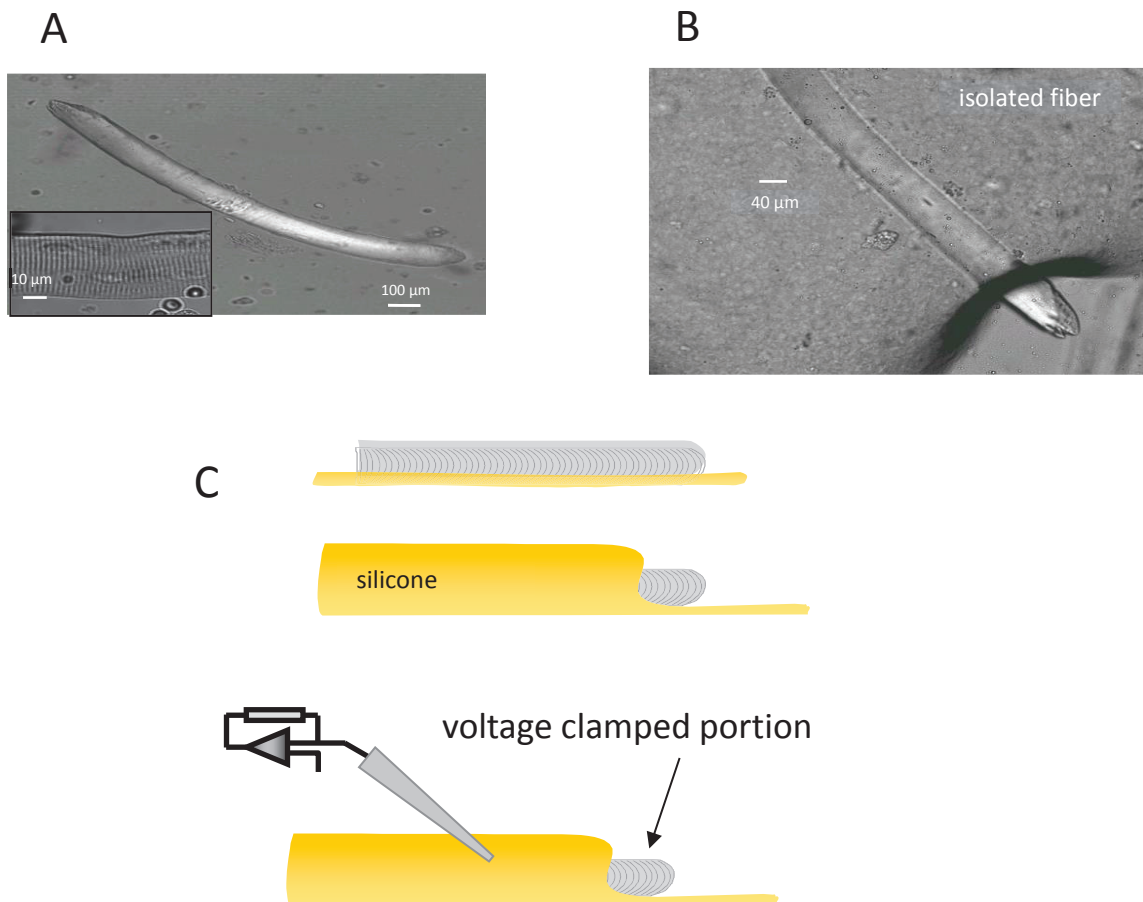 A
B
isolated fiber
40 µm
10 µm
100 µm
C
silicone
voltage clamped portion